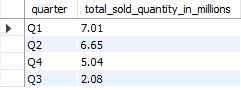 quarter total_sold_quantity_in_millions
Q1 7.01
Q2 6.65
Q4 5.04
Q3 2.08